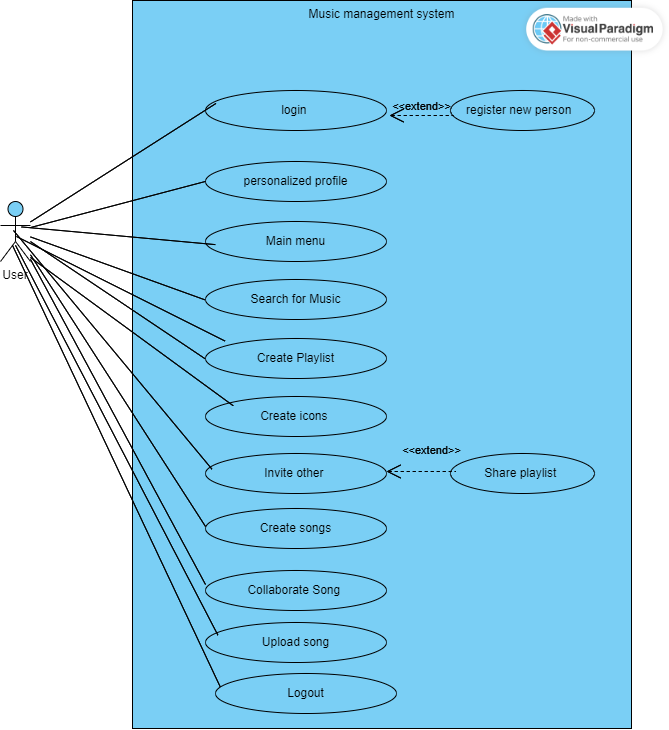 Music management system
Made with
Visual Paradigm
For non-commercial use
login
<<extend>>
register new person
personalized profile
Main menu
User
Search for Music
Create Playlist
Create icons
<<extend>>
Invite other
Share playlist
Create songs
Collaborate Song
Upload song
Logout